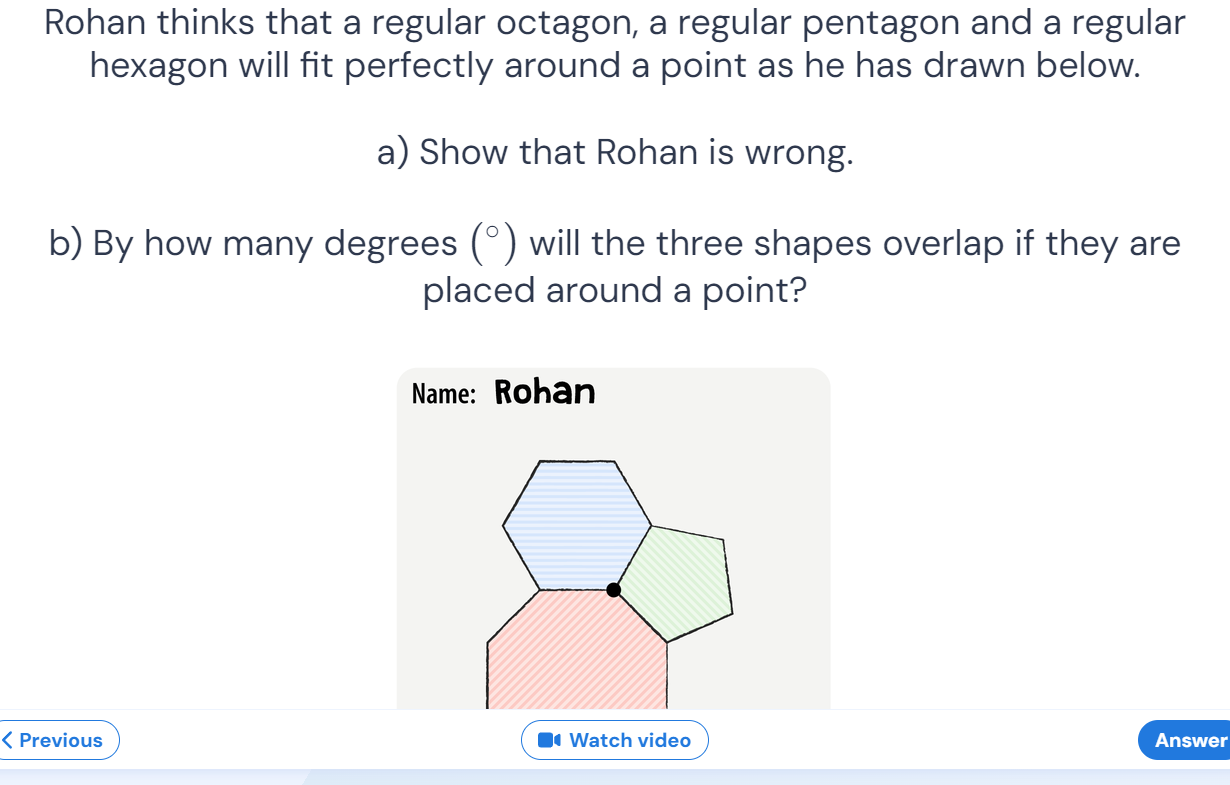 Rohan thinks that a regular octagon, a regular pentagon and a regular
hexagon will fit perfectly around a point as he has drawn below.
a) Show that Rohan is wrong.
b) By how many degrees (°) will the three shapes overlap if they are
placed around a point?
Name: Rohan
Previous
Watch video
Answer